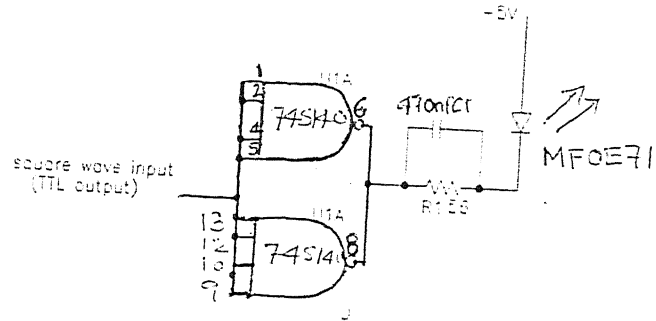 -5V
1
U1A
2
74S140
6
4
5
470nfC1
MFOE71
square wave input
(TTL output)
R1 56
13
U1A
12
74S140
8
10
9